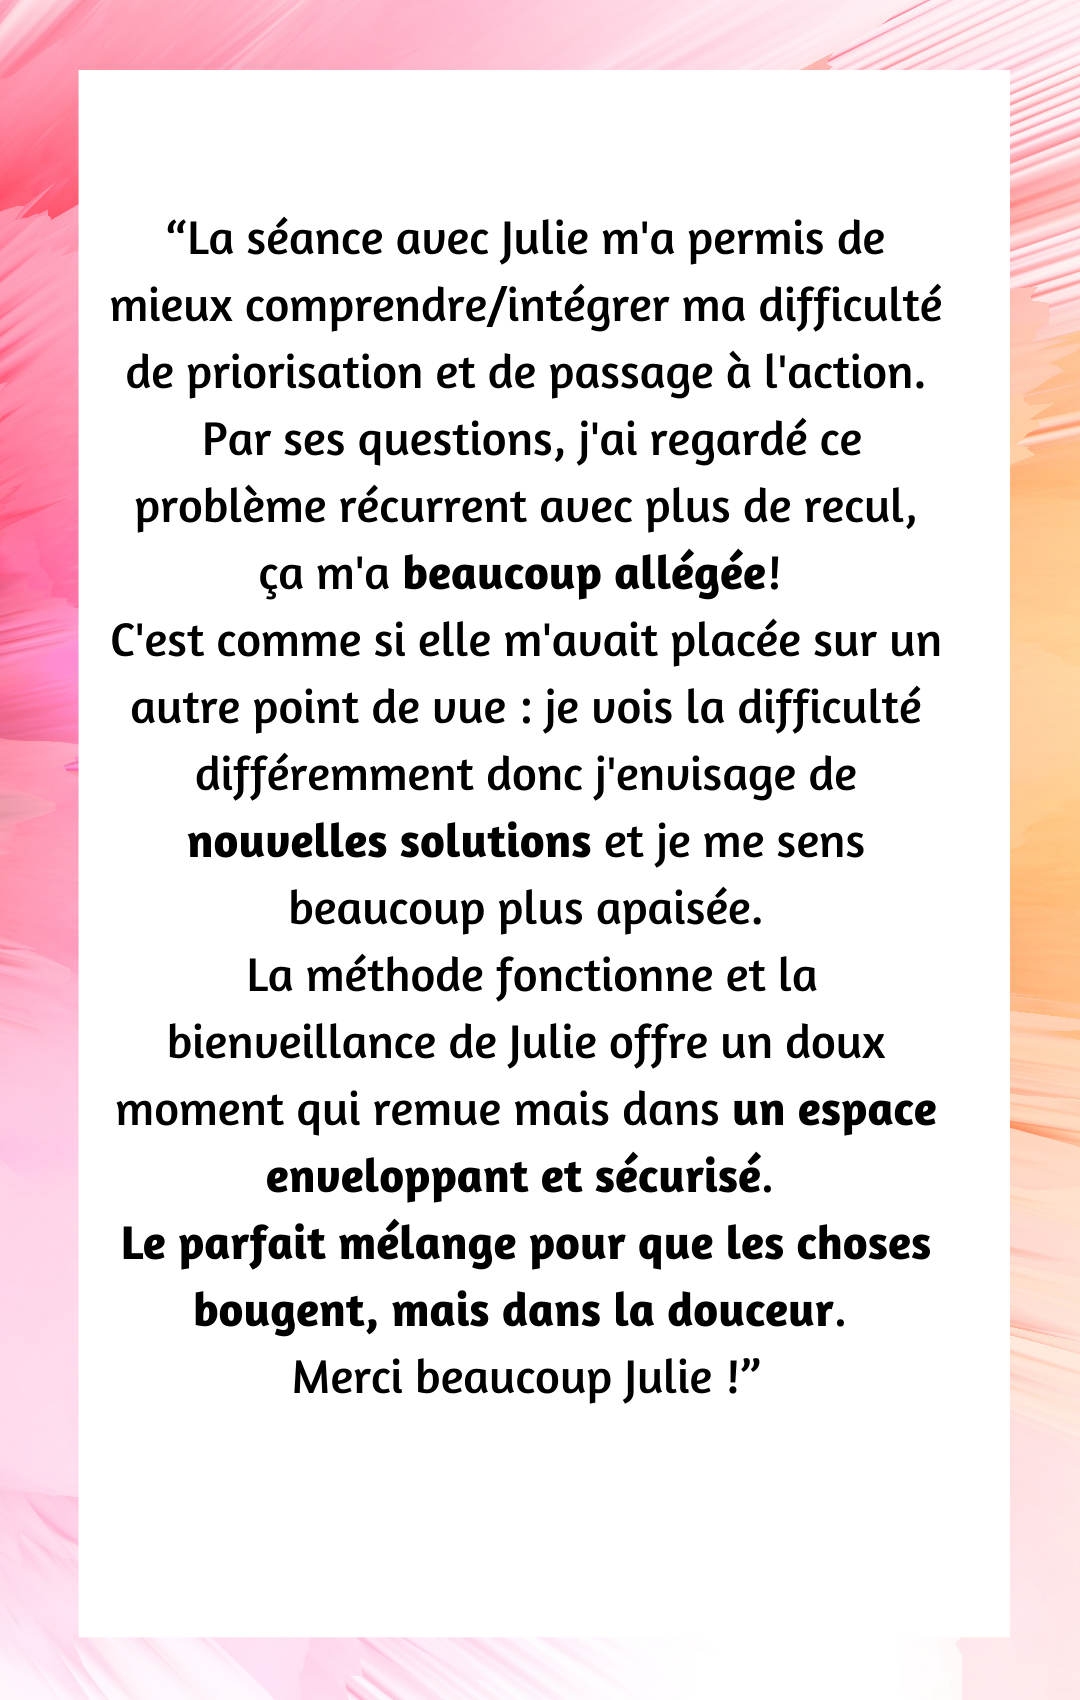 “La séance avec Julie m'a permis de
mieux comprendre/intégrer ma difficulté
de priorisation et de passage à l'action.
Par ses questions, j'ai regardé ce
problème récurrent avec plus de recul,
ça m'a beaucoup allégée!
C'est comme si elle m'avait placée sur un
autre point de vue : je vois la difficulté
différemment donc j'envisage de
nouvelles solutions et je me sens
beaucoup plus apaisée.
La méthode fonctionne et la
bienveillance de Julie offre un doux
moment qui remue mais dans un espace
enveloppant et sécurisé.
Le parfait mélange pour que les choses
bougent, mais dans la douceur.
Merci beaucoup Julie !”